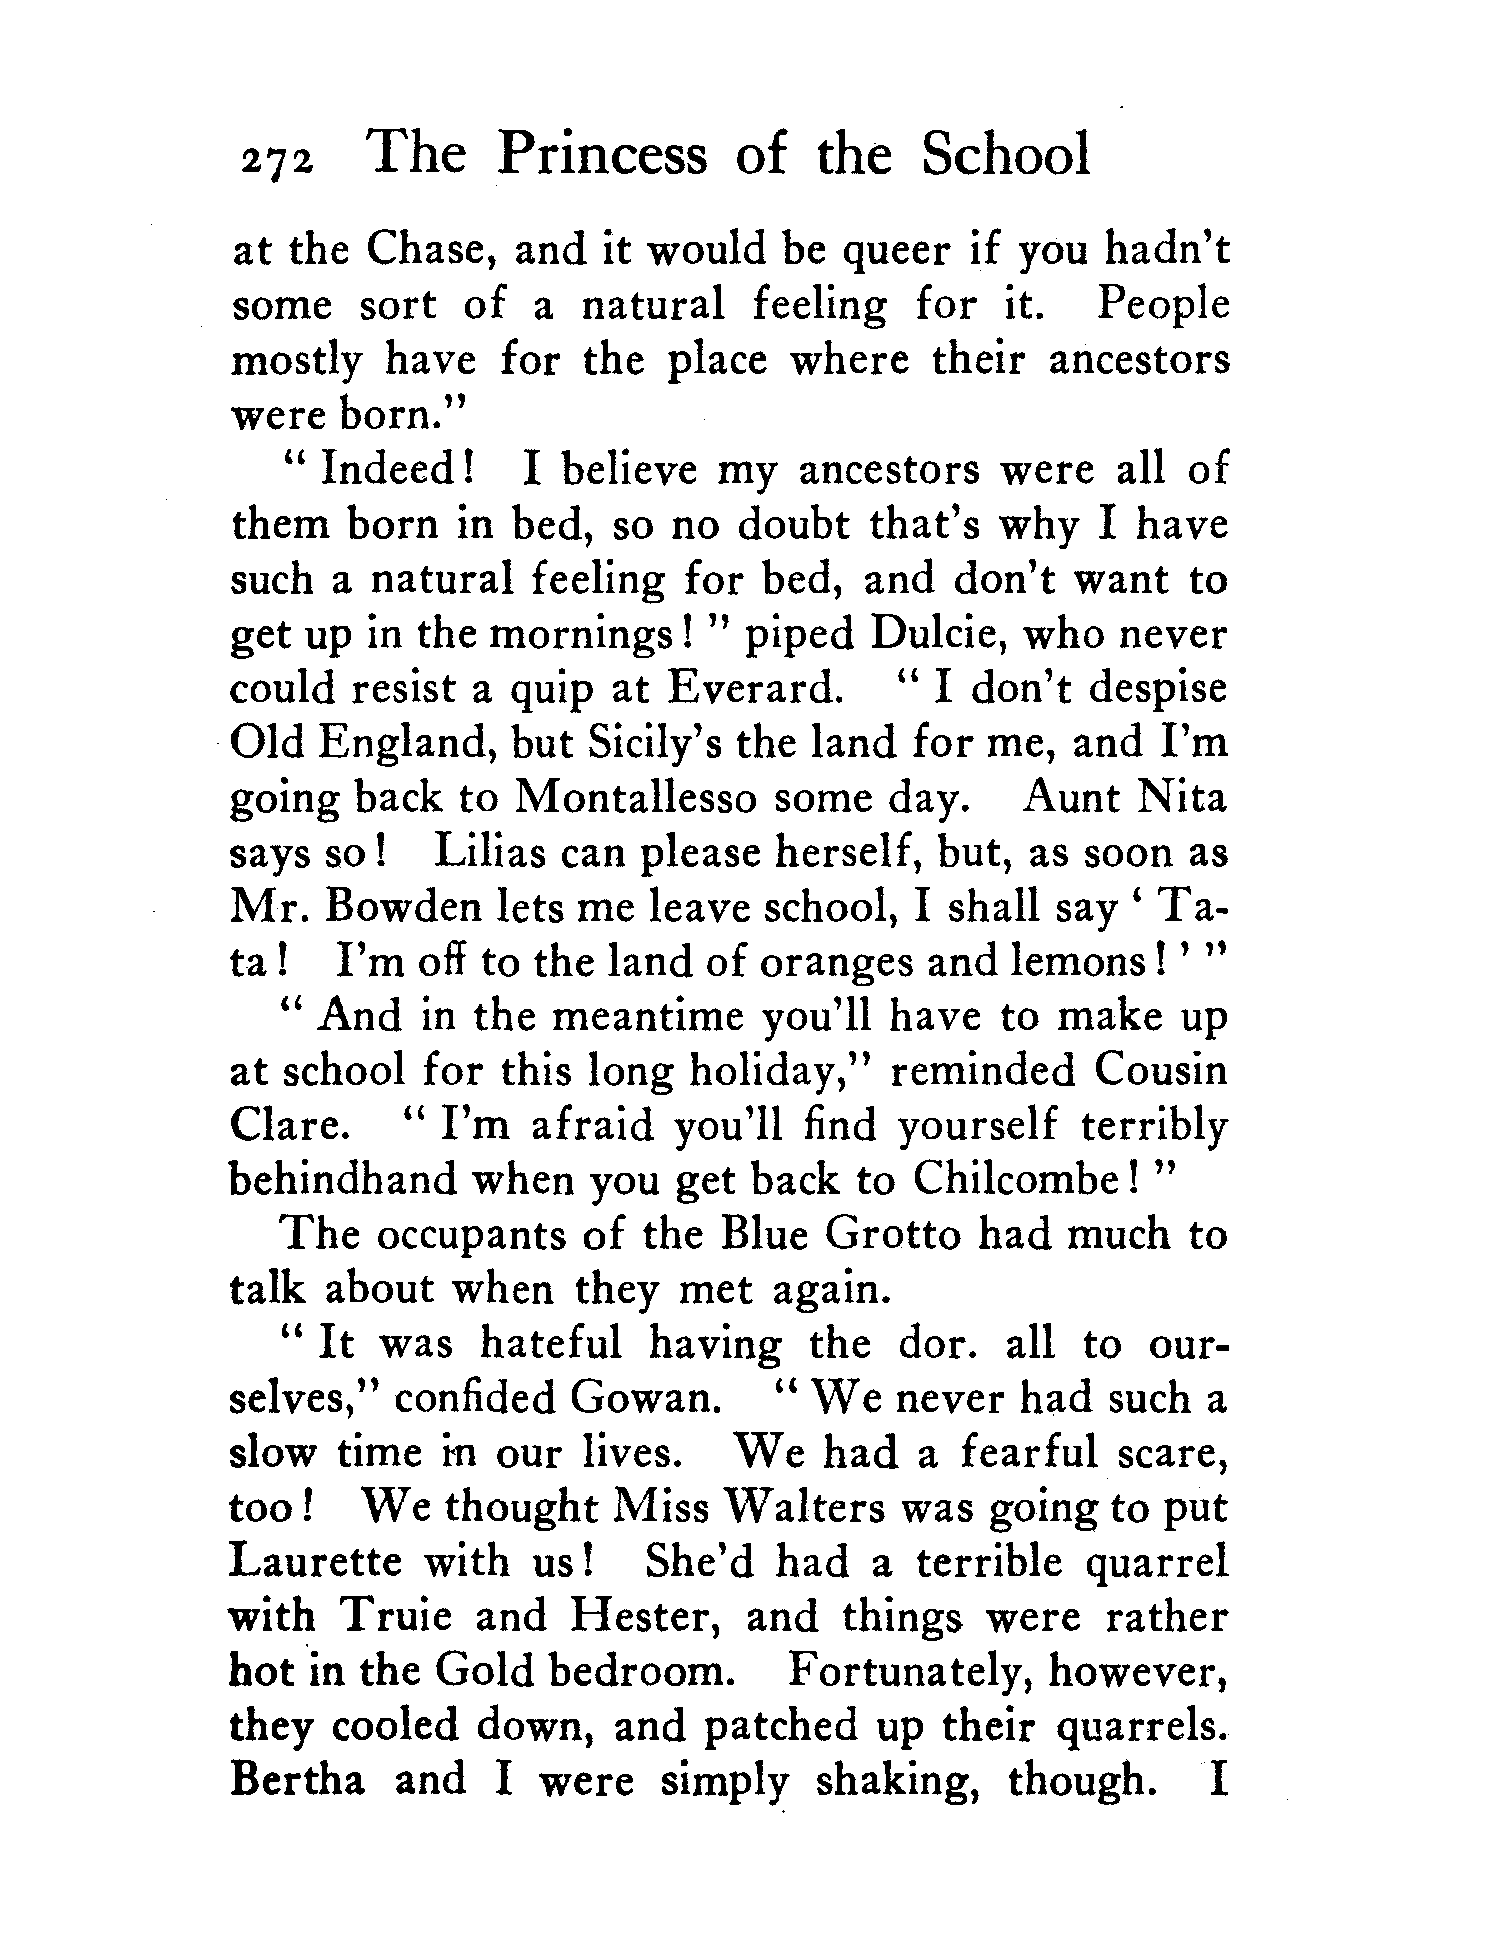 272 The Princess of the School
at the Chase, and it would be queer if you hadn't
some sort of a natural feeling for it. People
mostly have for the place where their ancestors
were born."
"Indeed! I believe my ancestors were all of
them born in bed, so no doubt that's why I have
such a natural feeling for bed, and don't want to
get up in the mornings!" piped Dulcie, who never
could resist a quip at Everard. "I don't despise
Old England, but Sicily's the land for me, and I'm
going back to Montallesso some day. Aunt Nita
says so! Lilias can please herself, but, as soon as
Mr. Bowden lets me leave school, I shall say 'Ta-
ta! I'm off to the land of oranges and lemons!'"
"And in the meantime you'll have to make up
at school for this long holiday," reminded Cousin
Clare. "I'm afraid you'll find yourself terribly
behindhand when you get back to Chilcombe!"
The occupants of the Blue Grotto had much to
talk about when they met again.
"It was hateful having the dor. all to our-
selves," confided Gowan. "We never had such a
slow time in our lives. We had a fearful scare,
too! We thought Miss Walters was going to put
Laurette with us! She'd had a terrible quarrel
with Truie and Hester, and things were rather
hot in the Gold bedroom. Fortunately, however,
they cooled down, and patched up their quarrels.
Bertha and I were simply shaking, though. I